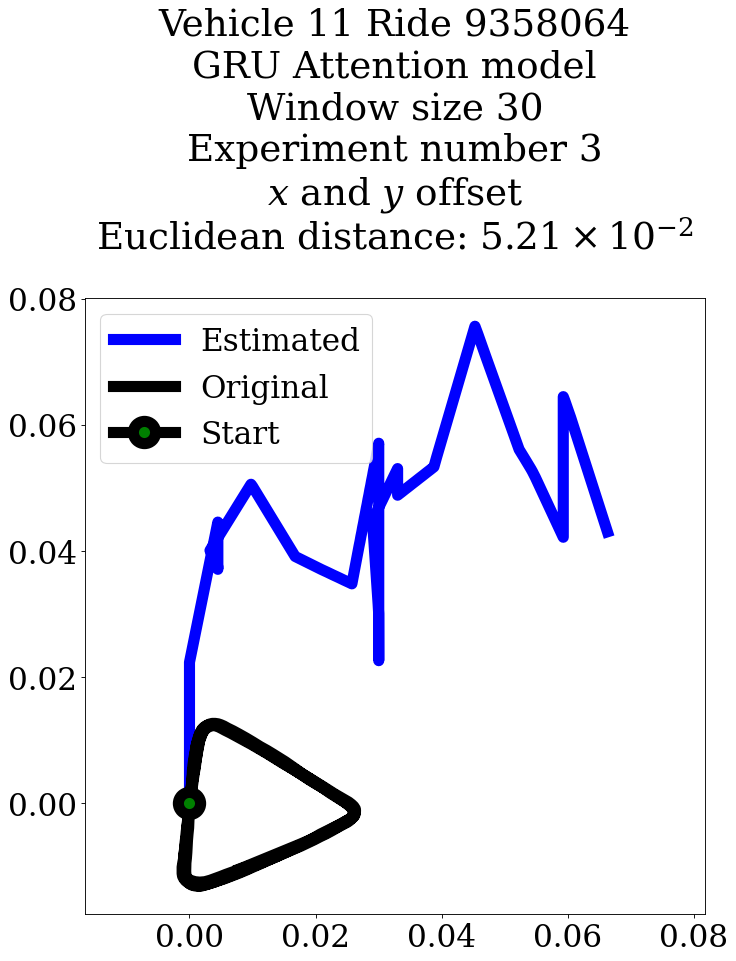 Vehicle 11 Ride 9358064
GRU Attention model
Window size 30
Experiment number 3
x and y offset
Euclidean distance: 5.21 × 10⁻²
0.08
Estimated
Original
Start
0.06
0.04
0.02
0.00
0.00 0.02 0.04 0.06 0.08